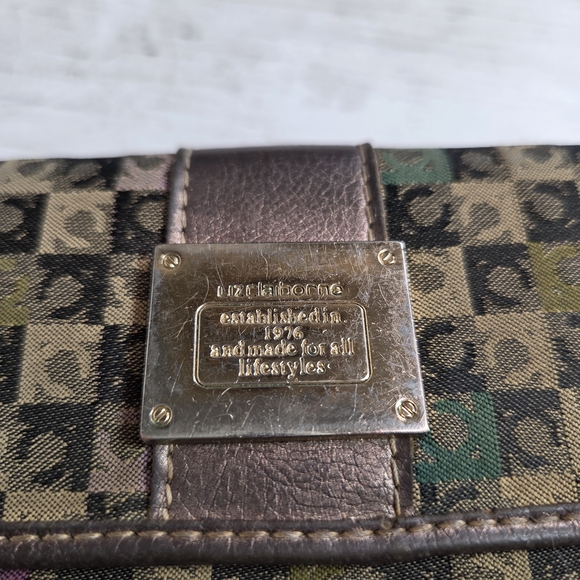 liz claiborne
established in
1976
and made for all
lifestyles